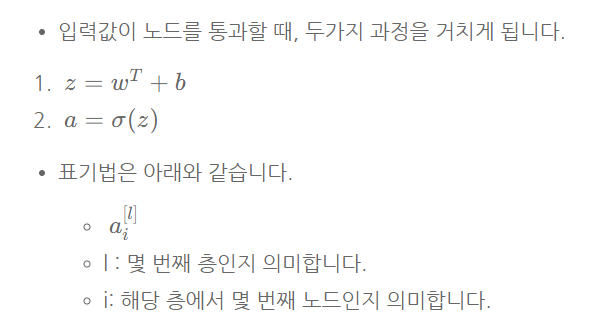 • 입력값이 노드를 통과할 때, 두가지 과정을 거치게 됩니다.
1. z = w^T + b
2. a = σ(z)
• 표기법은 아래와 같습니다.
◦ a_i^[l]
◦ l : 몇 번째 층인지 의미합니다.
◦ i: 해당 층에서 몇 번째 노드인지 의미합니다.